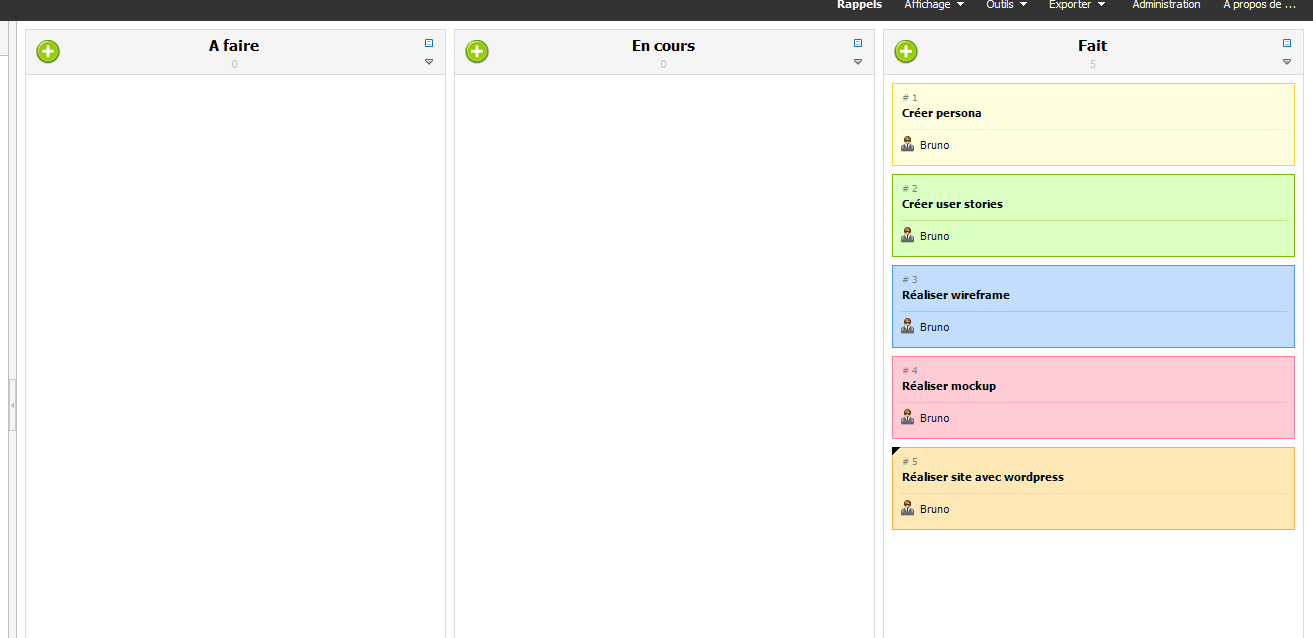 Rappels Affichage Outils Exporter Administration A propos de ...
A faire
0
En cours
0
Fait
5
# 1
Créer persona
Bruno
# 2
Créer user stories
Bruno
# 3
Réaliser wireframe
Bruno
# 4
Réaliser mockup
Bruno
# 5
Réaliser site avec wordpress
Bruno